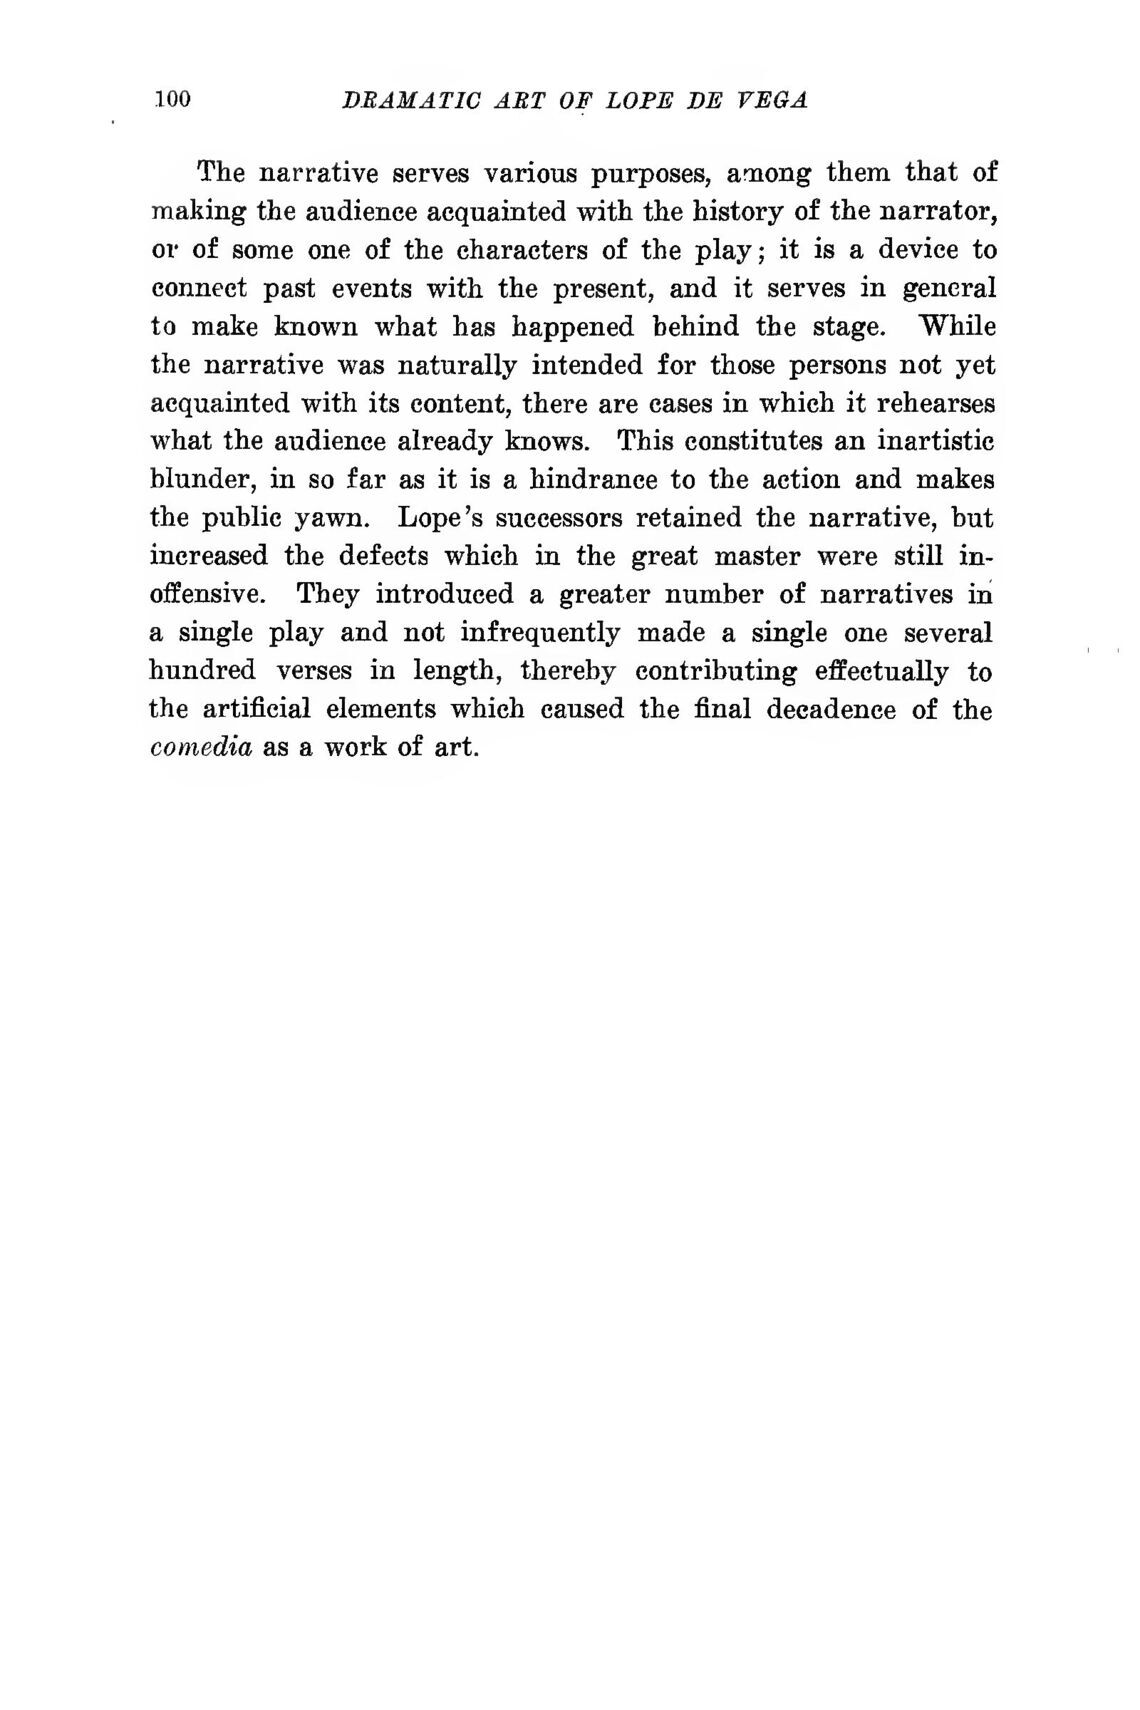 100 DRAMATIC ART OF LOPE DE VEGA
The narrative serves various purposes, among them that of
making the audience acquainted with the history of the narrator,
or of some one of the characters of the play; it is a device to
connect past events with the present, and it serves in general
to make known what has happened behind the stage. While
the narrative was naturally intended for those persons not yet
acquainted with its content, there are cases in which it rehearses
what the audience already knows. This constitutes an inartistic
blunder, in so far as it is a hindrance to the action and makes
the public yawn. Lope's successors retained the narrative, but
increased the defects which in the great master were still in-
offensive. They introduced a greater number of narratives in
a single play and not infrequently made a single one several
hundred verses in length, thereby contributing effectually to
the artificial elements which caused the final decadence of the
comedia as a work of art.